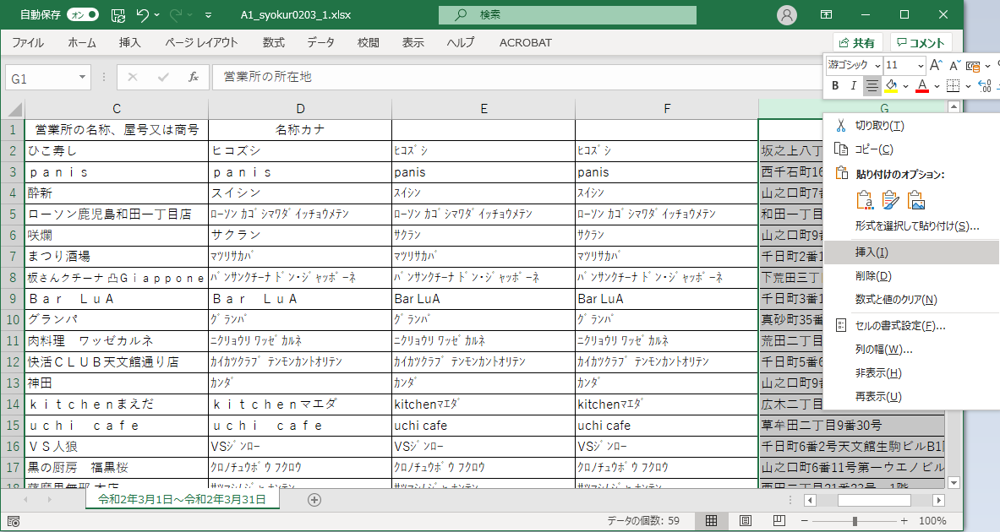 自動保存 オン A1_syokur0203_1.xlsx 検索
ファイル ホーム 挿入 ページ レイアウト 数式 データ 校閲 表示 ヘルプ ACROBAT 共有 コメント
游ゴシック 11 A A
B I A .00
G1 fx 営業所の所在地
C D E F G
1 営業所の名称、屋号又は商号 名称カナ
2 ひこ寿し ヒコズシ ﾋｺｽﾞｼ ﾋｺｽﾞｼ 坂之上八丁
3 ｐａｎｉｓ ｐａｎｉｓ panis panis 西千石町16
4 酔新 スイシン ｽｲｼﾝ ｽｲｼﾝ 山之口町7番
5 ローソン鹿児島和田一丁目店 ﾛｰｿﾝ ｶｺﾞｼﾏﾜﾀﾞｲｯﾁｮｳﾒﾃﾝ ﾛｰｿﾝ ｶｺﾞｼﾏﾜﾀﾞｲｯﾁｮｳﾒﾃﾝ ﾛｰｿﾝ ｶｺﾞｼﾏﾜﾀﾞｲｯﾁｮｳﾒﾃﾝ 和田一丁目
6 咲爛 サクラン ｻｸﾗﾝ ｻｸﾗﾝ 山之口町9番
7 まつり酒場 ﾏﾂﾘｻｶﾊﾞ ﾏﾂﾘｻｶﾊﾞ ﾏﾂﾘｻｶﾊﾞ 千日町2番1
8 板さんクチーナ 凸Ｇｉａｐｐｏｎｅ ﾊﾞﾝｻﾝｸﾁｰﾅ ﾄﾞﾝ･ｼﾞｬｯﾎﾟｰﾈ ﾊﾞﾝｻﾝｸﾁｰﾅ ﾄﾞﾝ･ｼﾞｬｯﾎﾟｰﾈ ﾊﾞﾝｻﾝｸﾁｰﾅ ﾄﾞﾝ･ｼﾞｬｯﾎﾟｰﾈ 下荒田三丁
9 Ｂａｒ　ＬｕＡ Ｂａｒ　ＬｕＡ Bar LuA Bar LuA 千日町3番1
10 グランパ ｸﾞﾗﾝﾊﾟ ｸﾞﾗﾝﾊﾟ ｸﾞﾗﾝﾊﾟ 真砂町35番
11 肉料理　ワッゼカルネ ﾆｸﾘｮｳﾘ ﾜｯｾﾞｶﾙﾈ ﾆｸﾘｮｳﾘ ﾜｯｾﾞｶﾙﾈ ﾆｸﾘｮｳﾘ ﾜｯｾﾞｶﾙﾈ 荒田二丁目
12 快活ＣＬＵＢ天文館通り店 ｶｲｶﾂｸﾗﾌﾞ ﾃﾝﾓﾝｶﾝﾄｵﾘﾃﾝ ｶｲｶﾂｸﾗﾌﾞ ﾃﾝﾓﾝｶﾝﾄｵﾘﾃﾝ ｶｲｶﾂｸﾗﾌﾞ ﾃﾝﾓﾝｶﾝﾄｵﾘﾃﾝ 千日町5番6
13 神田 ｶﾝﾀﾞ ｶﾝﾀﾞ ｶﾝﾀﾞ 山之口町9番
14 ｋｉｔｃｈｅｎまえだ ｋｉｔｃｈｅｎマエダ kitchenﾏｴﾀﾞ kitchenﾏｴﾀﾞ 広木二丁目
15 ｕｃｈｉ　ｃａｆｅ ｕｃｈｉ　ｃａｆｅ uchi cafe uchi cafe 草牟田二丁目9番30号
16 ＶＳ人狼 VSｼﾞﾝﾛｰ VSｼﾞﾝﾛｰ VSｼﾞﾝﾛｰ 千日町6番2号天文館生駒ビルB1
17 黒の厨房　福黒桜 ｸﾛﾉﾁｭｳﾎﾞｳ ﾌｸﾛｳ ｸﾛﾉﾁｭｳﾎﾞｳ ﾌｸﾛｳ ｸﾛﾉﾁｭｳﾎﾞｳ ﾌｸﾛｳ 山之口町6番11号第一ウエノビル
18
切り取り(T)
コピー(C)
貼り付けのオプション:
形式を選択して貼り付け(S)...
挿入(I)
削除(D)
数式と値のクリア(N)
セルの書式設定(F)...
列の幅(W)...
非表示(H)
再表示(U)
令和2年3月1日～令和2年3月31日
データの個数: 59 100%